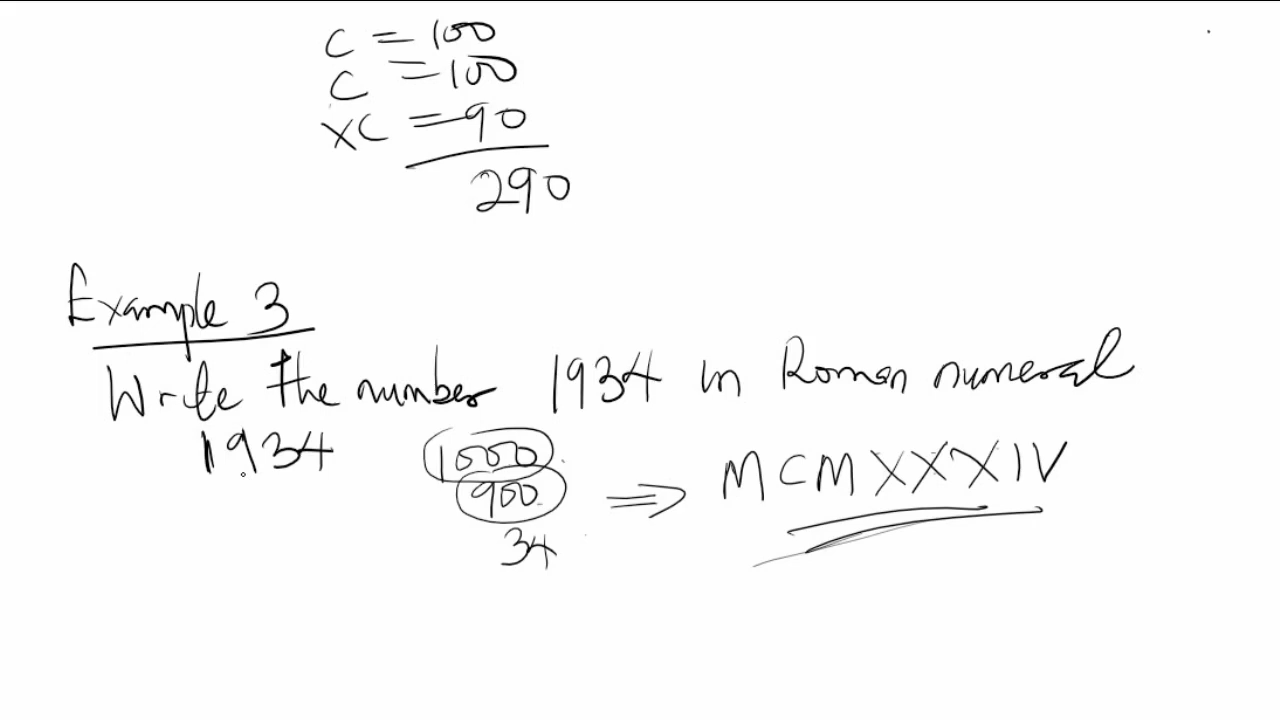 C = 100
C = 100
XC = 90
290
Example 3
Write the number 1934 in Roman numeral
1934 1000
900 ⇒ MCMXXXIV
34